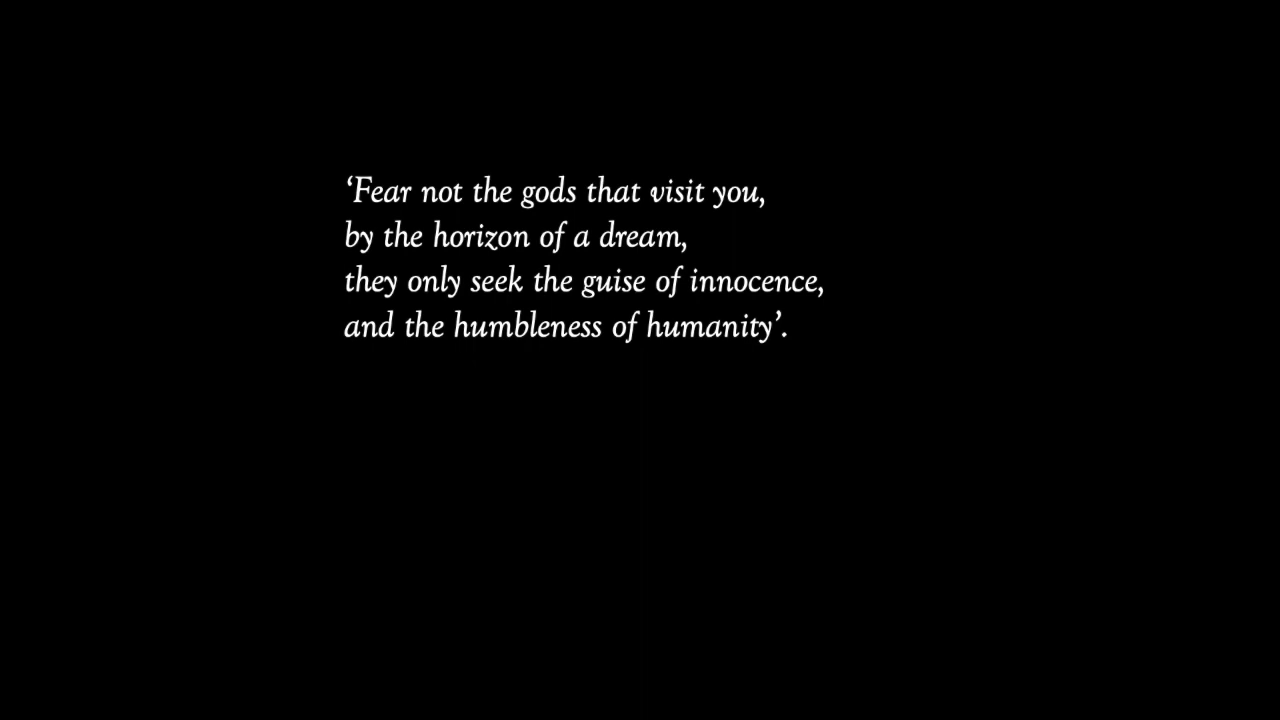 ‘Fear not the gods that visit you,
by the horizon of a dream,
they only seek the guise of innocence,
and the humbleness of humanity’.